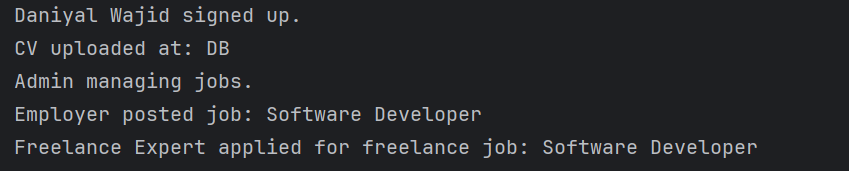 Daniyal Wajid signed up.
CV uploaded at: DB
Admin managing jobs.
Employer posted job: Software Developer
Freelance Expert applied for freelance job: Software Developer